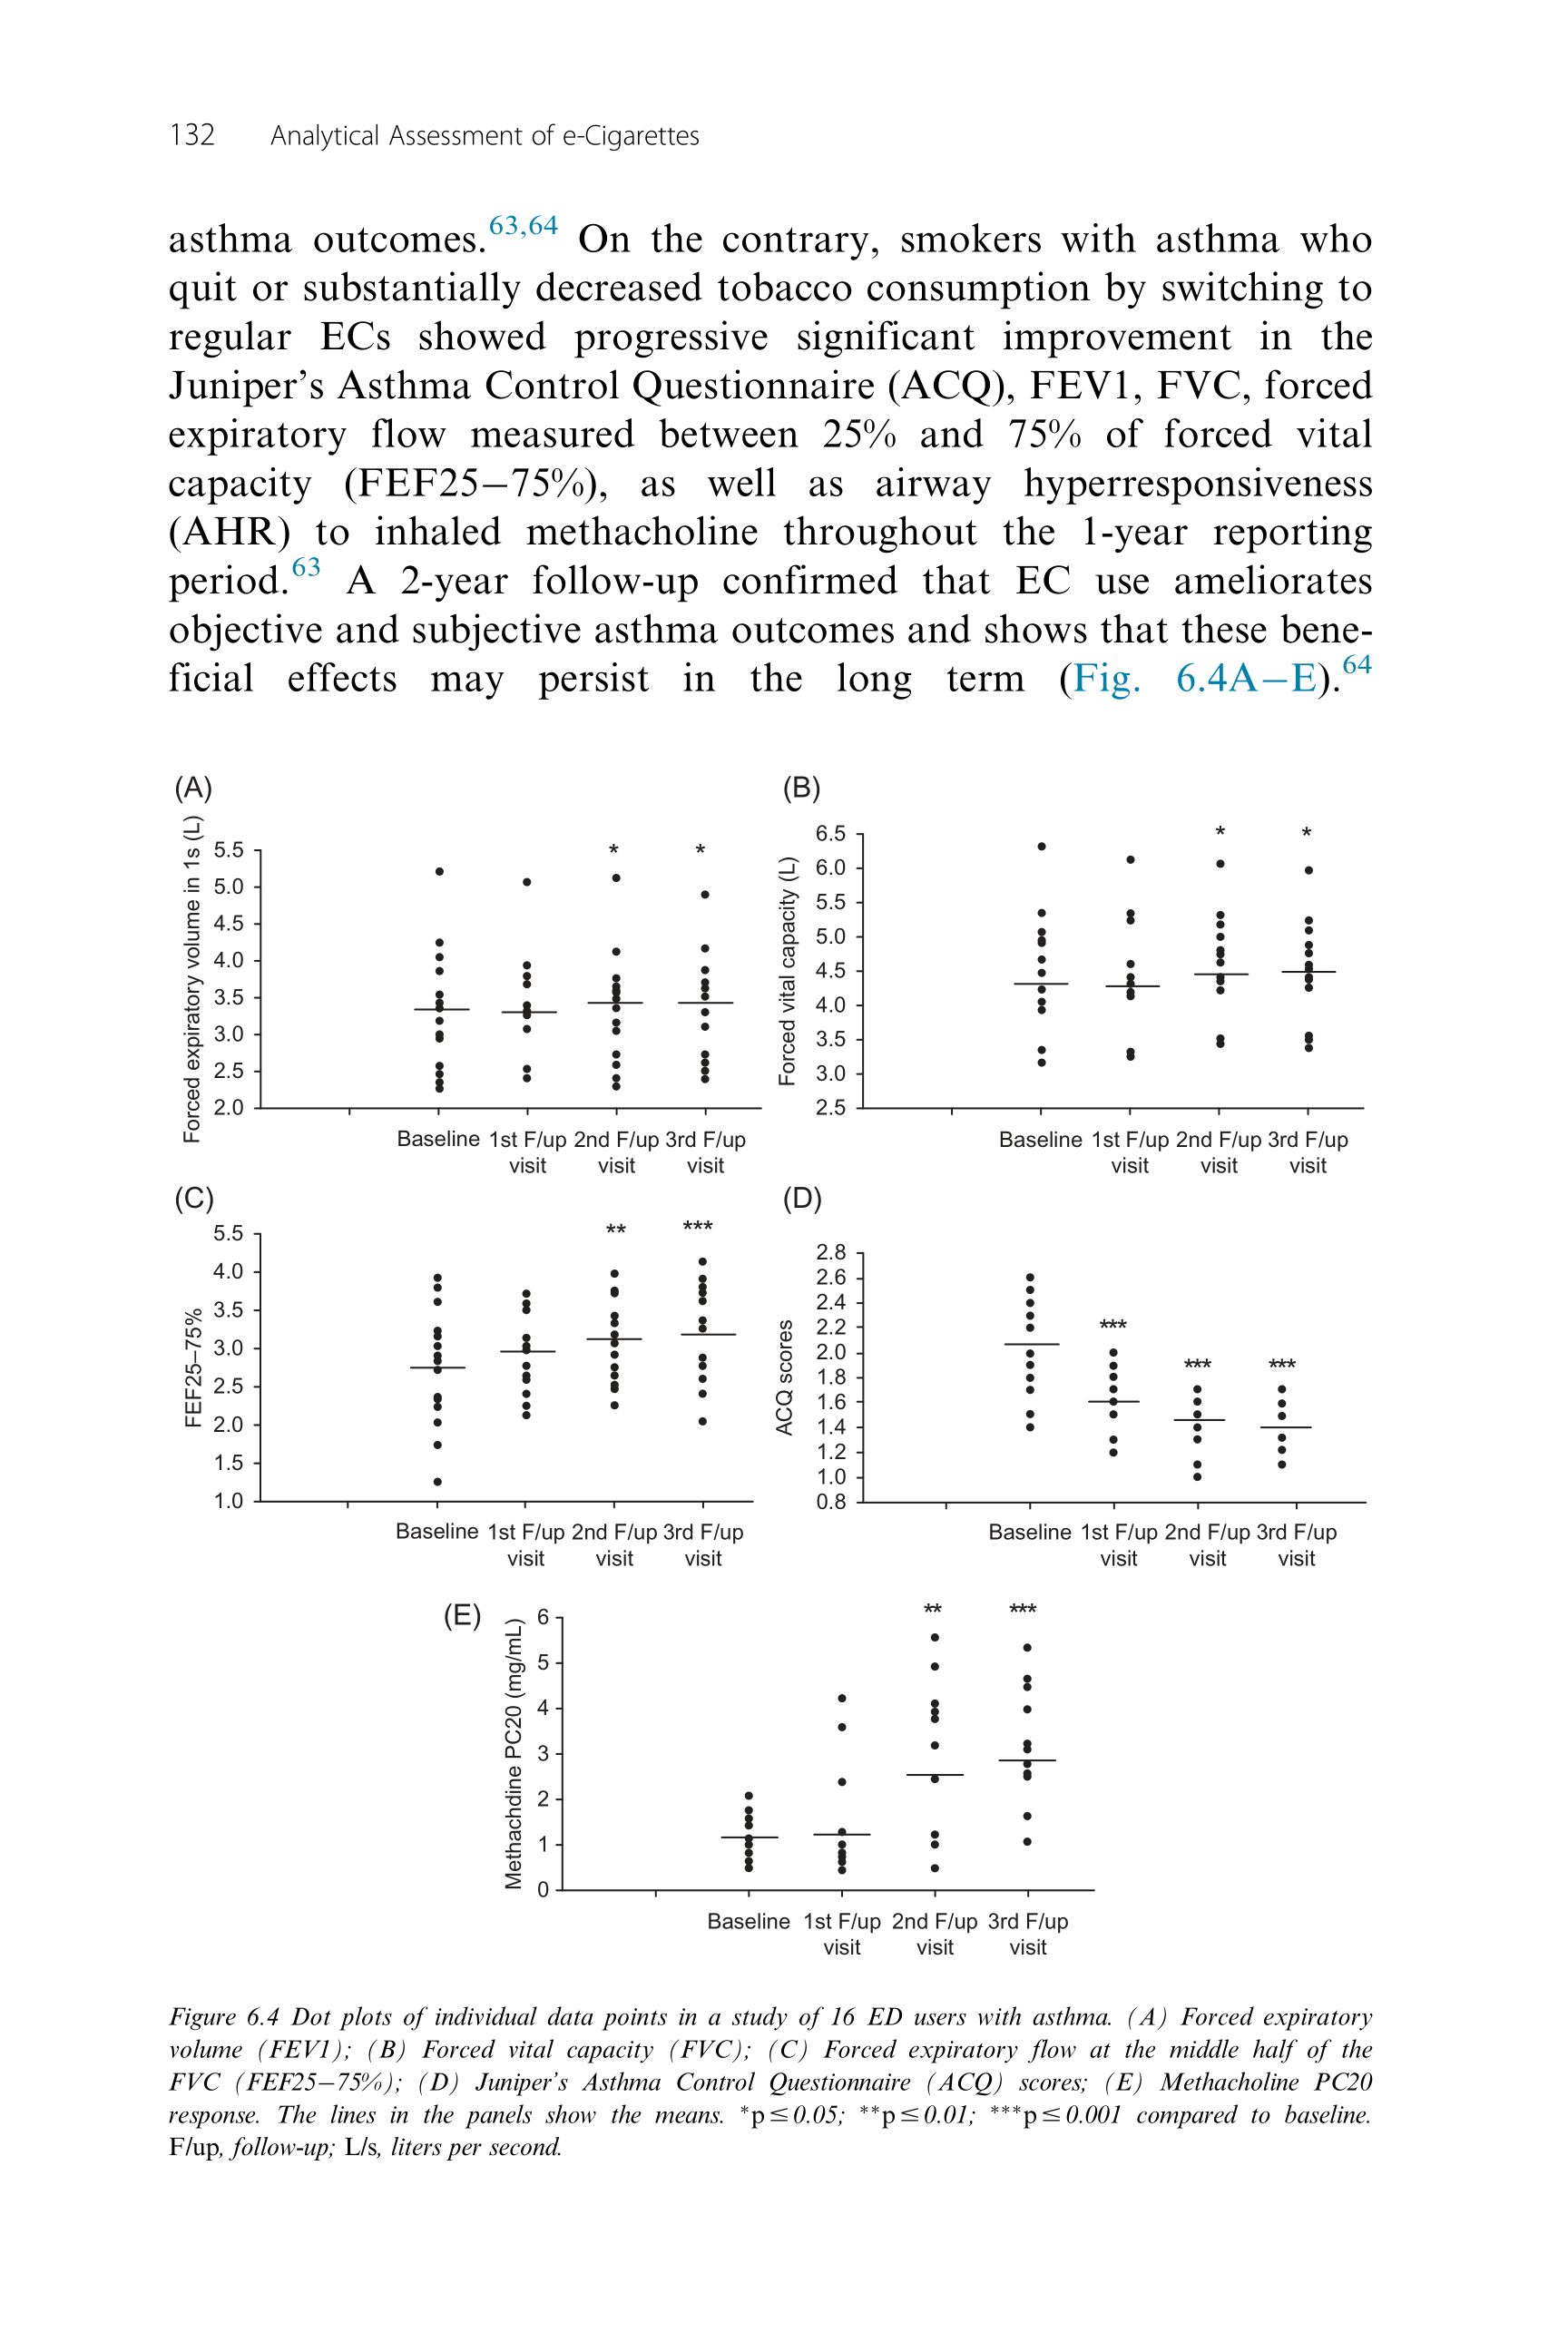 132 Analytical Assessment of e-Cigarettes
asthma outcomes.63,64 On the contrary, smokers with asthma who
quit or substantially decreased tobacco consumption by switching to
regular ECs showed progressive significant improvement in the
Juniper's Asthma Control Questionnaire (ACQ), FEV1, FVC, forced
expiratory flow measured between 25% and 75% of forced vital
capacity (FEF25–75%), as well as airway hyperresponsiveness
(AHR) to inhaled methacholine throughout the 1-year reporting
period.63 A 2-year follow-up confirmed that EC use ameliorates
objective and subjective asthma outcomes and shows that these bene-
ficial effects may persist in the long term (Fig. 6.4A–E).64
(A)
Forced expiratory volume in 1s (L)
5.5
5.0
4.5
4.0
3.5
3.0
2.5
2.0
* *
Baseline 1st F/up 2nd F/up 3rd F/up
visit visit visit
(B)
Forced vital capacity (L)
6.5
6.0
5.5
5.0
4.5
4.0
3.5
3.0
2.5
* *
Baseline 1st F/up 2nd F/up 3rd F/up
visit visit visit
(C)
FEF25–75%
5.5
4.0
3.5
3.0
2.5
2.0
1.5
1.0
** ***
Baseline 1st F/up 2nd F/up 3rd F/up
visit visit visit
(D)
ACQ scores
2.8
2.6
2.4
2.2
2.0
1.8
1.6
1.4
1.2
1.0
0.8
*** *** ***
Baseline 1st F/up 2nd F/up 3rd F/up
visit visit visit
(E)
Methachdine PC20 (mg/mL)
6
5
4
3
2
1
0
** ***
Baseline 1st F/up 2nd F/up 3rd F/up
visit visit visit
Figure 6.4 Dot plots of individual data points in a study of 16 ED users with asthma. (A) Forced expiratory
volume (FEV1); (B) Forced vital capacity (FVC); (C) Forced expiratory flow at the middle half of the
FVC (FEF25–75%); (D) Juniper's Asthma Control Questionnaire (ACQ) scores; (E) Methacholine PC20
response. The lines in the panels show the means. *p ≤ 0.05; **p ≤ 0.01; ***p ≤ 0.001 compared to baseline.
F/up, follow-up; L/s, liters per second.